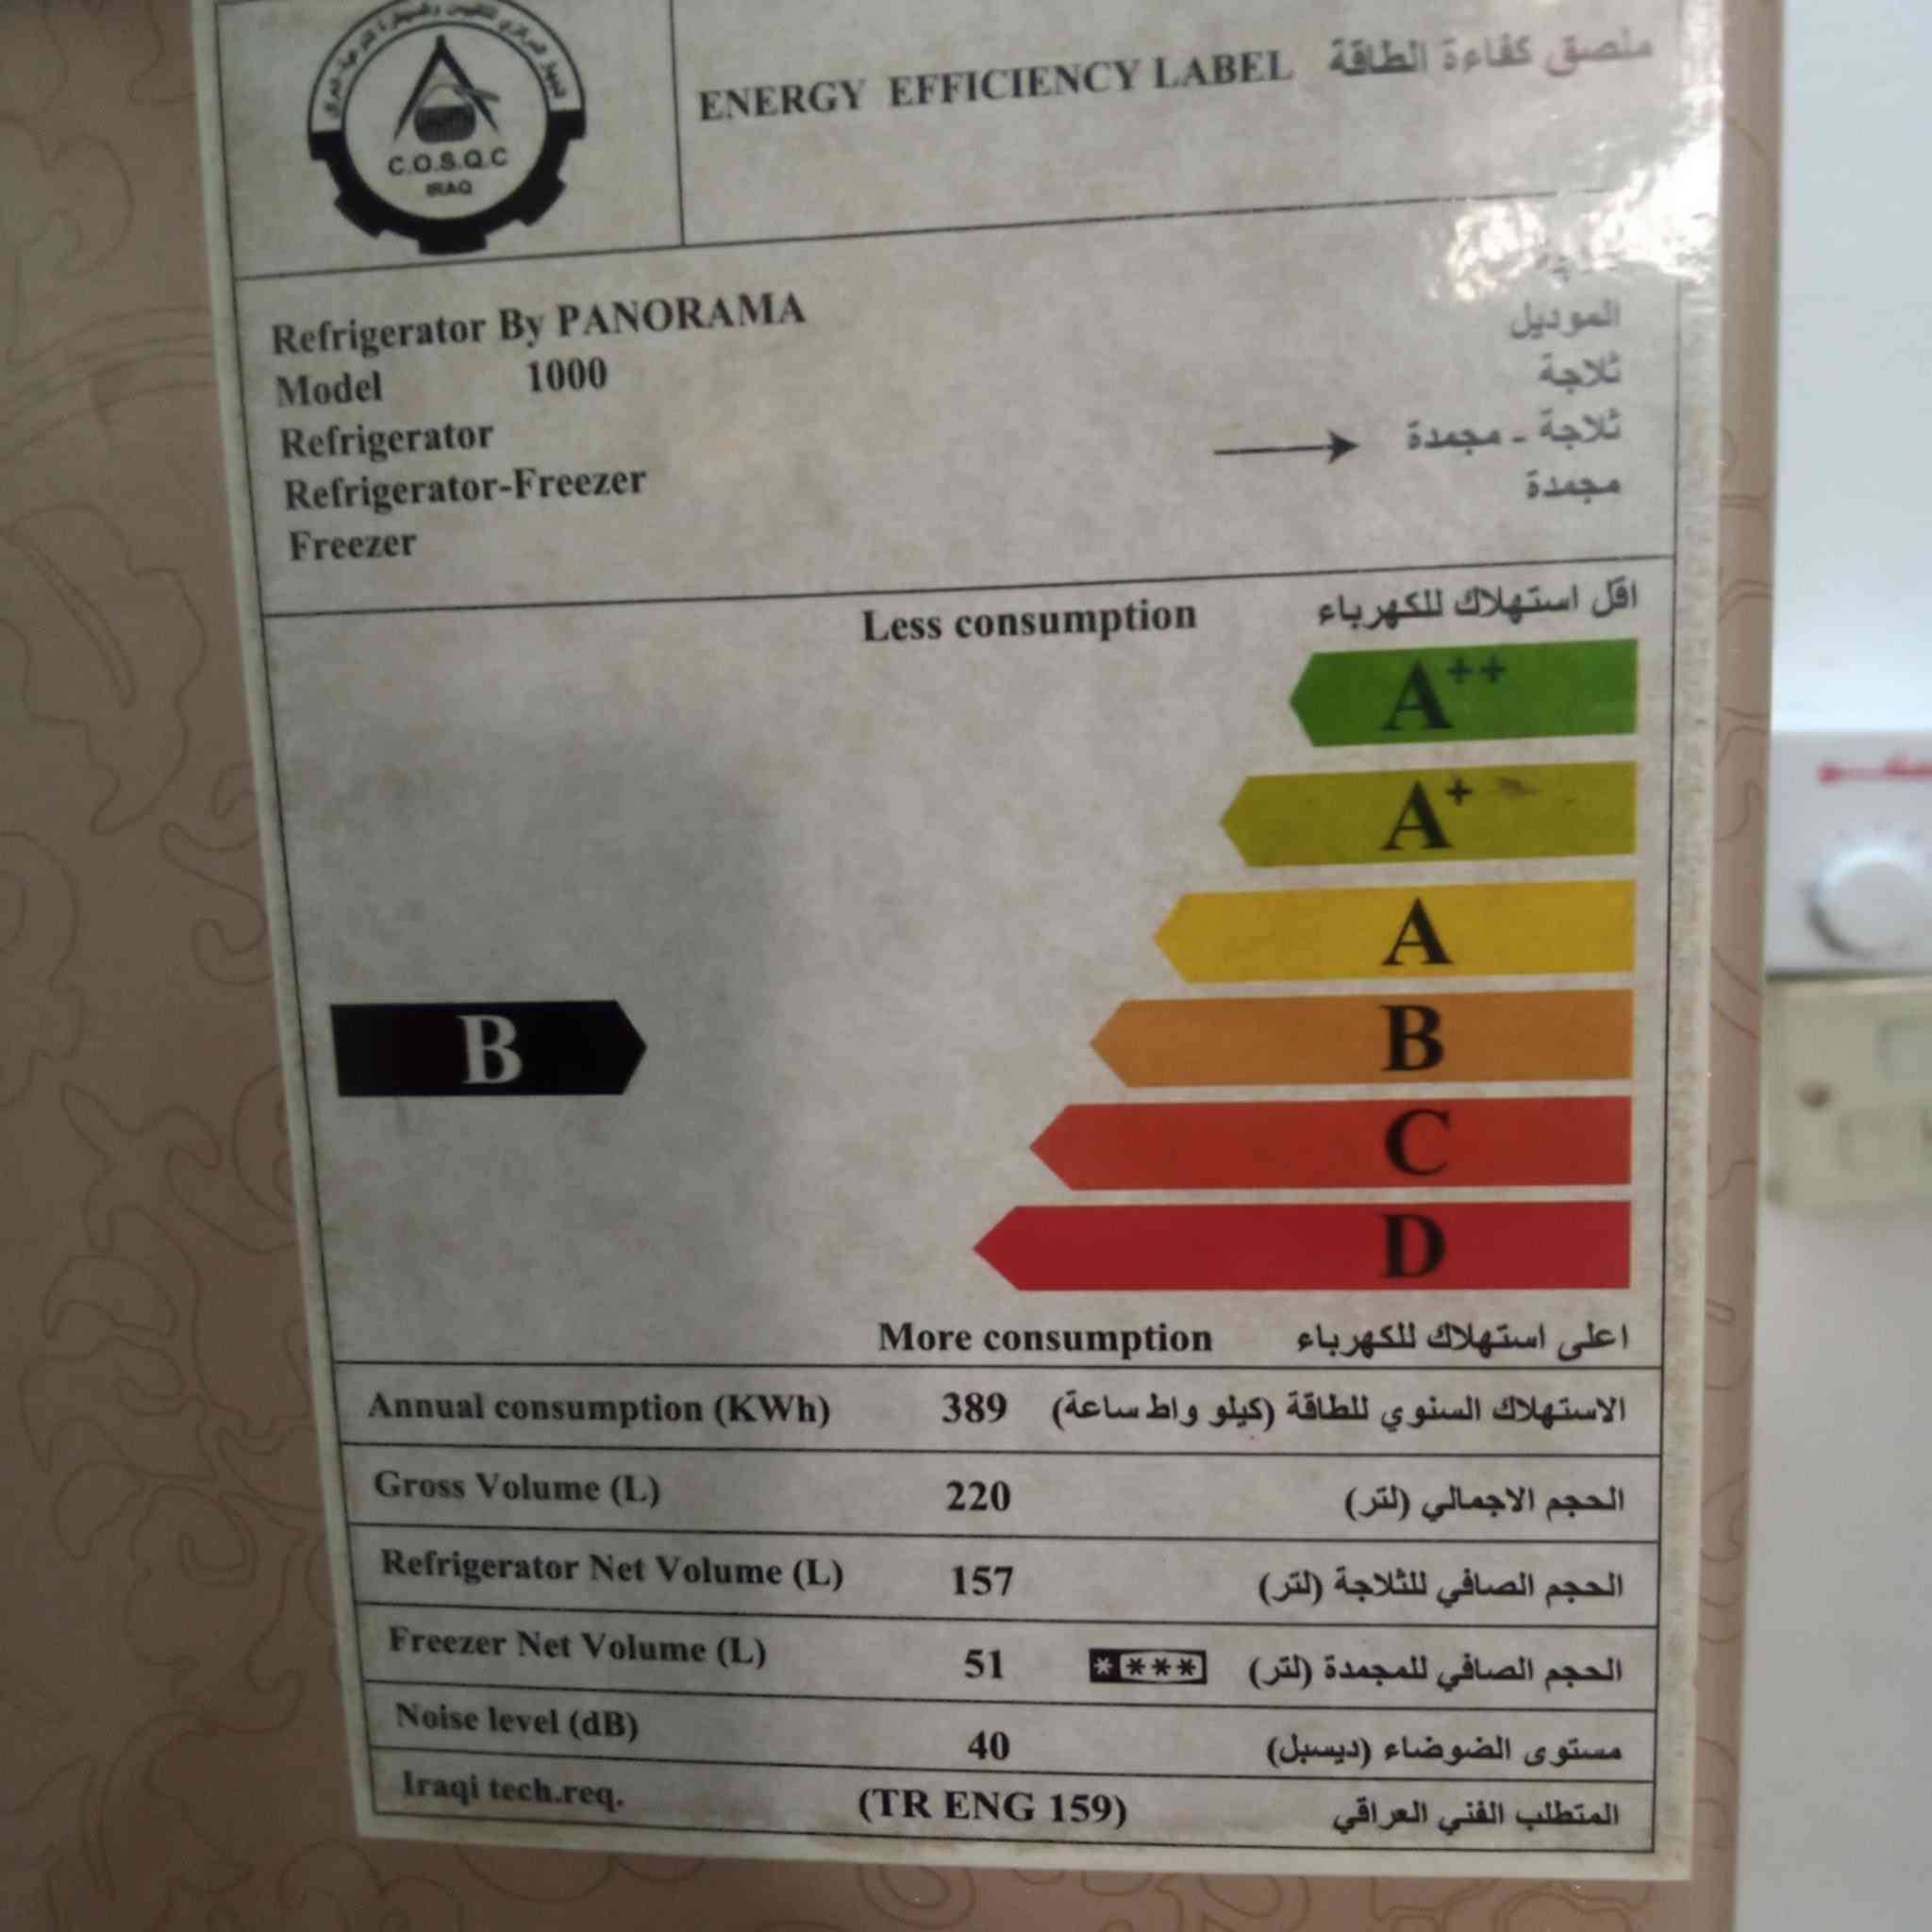 C.O.S.Q.C
IRAQ
ENERGY EFFICIENCY LABEL ملصق كفاءة الطاقة
Refrigerator By PANORAMA
Model 1000 الموديل
Refrigerator ثلاجة
Refrigerator-Freezer ثلاجة - مجمدة
Freezer مجمدة
Less consumption اقل استهلاك للكهرباء
A++
A+
A
B B
C
D
More consumption اعلى استهلاك للكهرباء
Annual consumption (KWh) 389 الاستهلاك السنوي للطاقة (كيلو واط ساعة)
Gross Volume (L) 220 الحجم الاجمالي (لتر)
Refrigerator Net Volume (L) 157 الحجم الصافي للثلاجة (لتر)
Freezer Net Volume (L) 51 **** الحجم الصافي للمجمدة (لتر)
Noise level (dB) 40 مستوى الضوضاء (ديسبل)
Iraqi tech.req. (TR ENG 159) المتطلب الفني العراقي